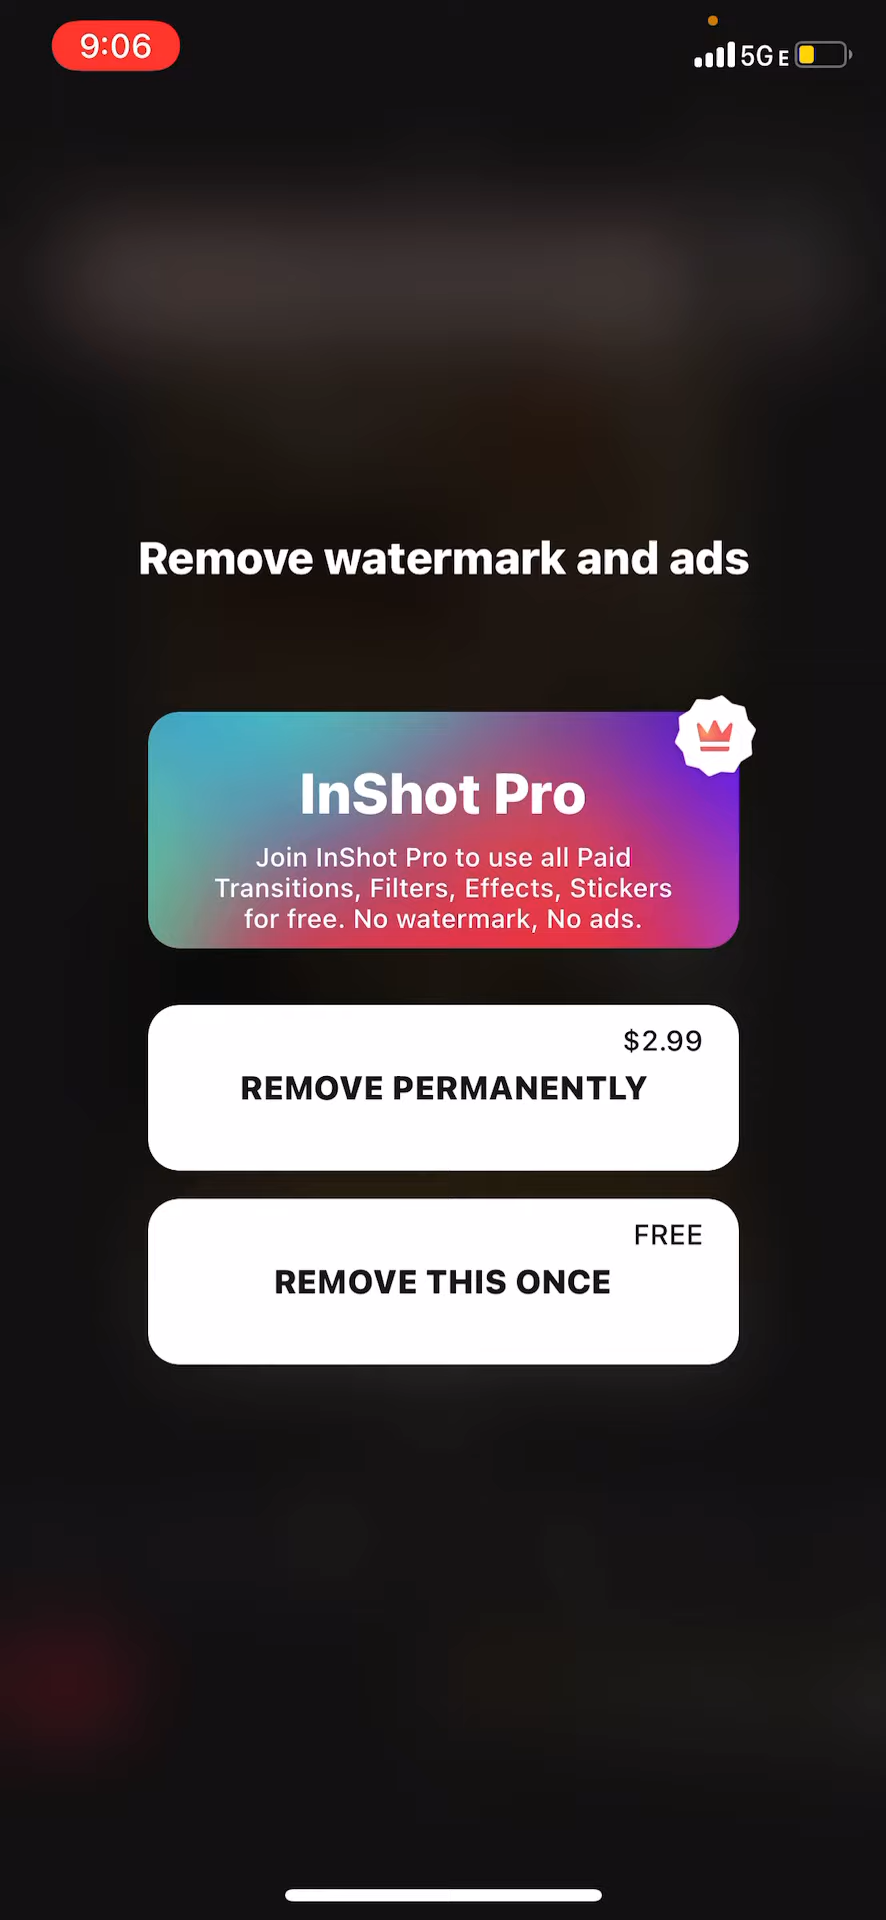 9:06
5G E
Remove watermark and ads
InShot Pro
Join InShot Pro to use all Paid
Transitions, Filters, Effects, Stickers
for free. No watermark, No ads.
$2.99
REMOVE PERMANENTLY
FREE
REMOVE THIS ONCE